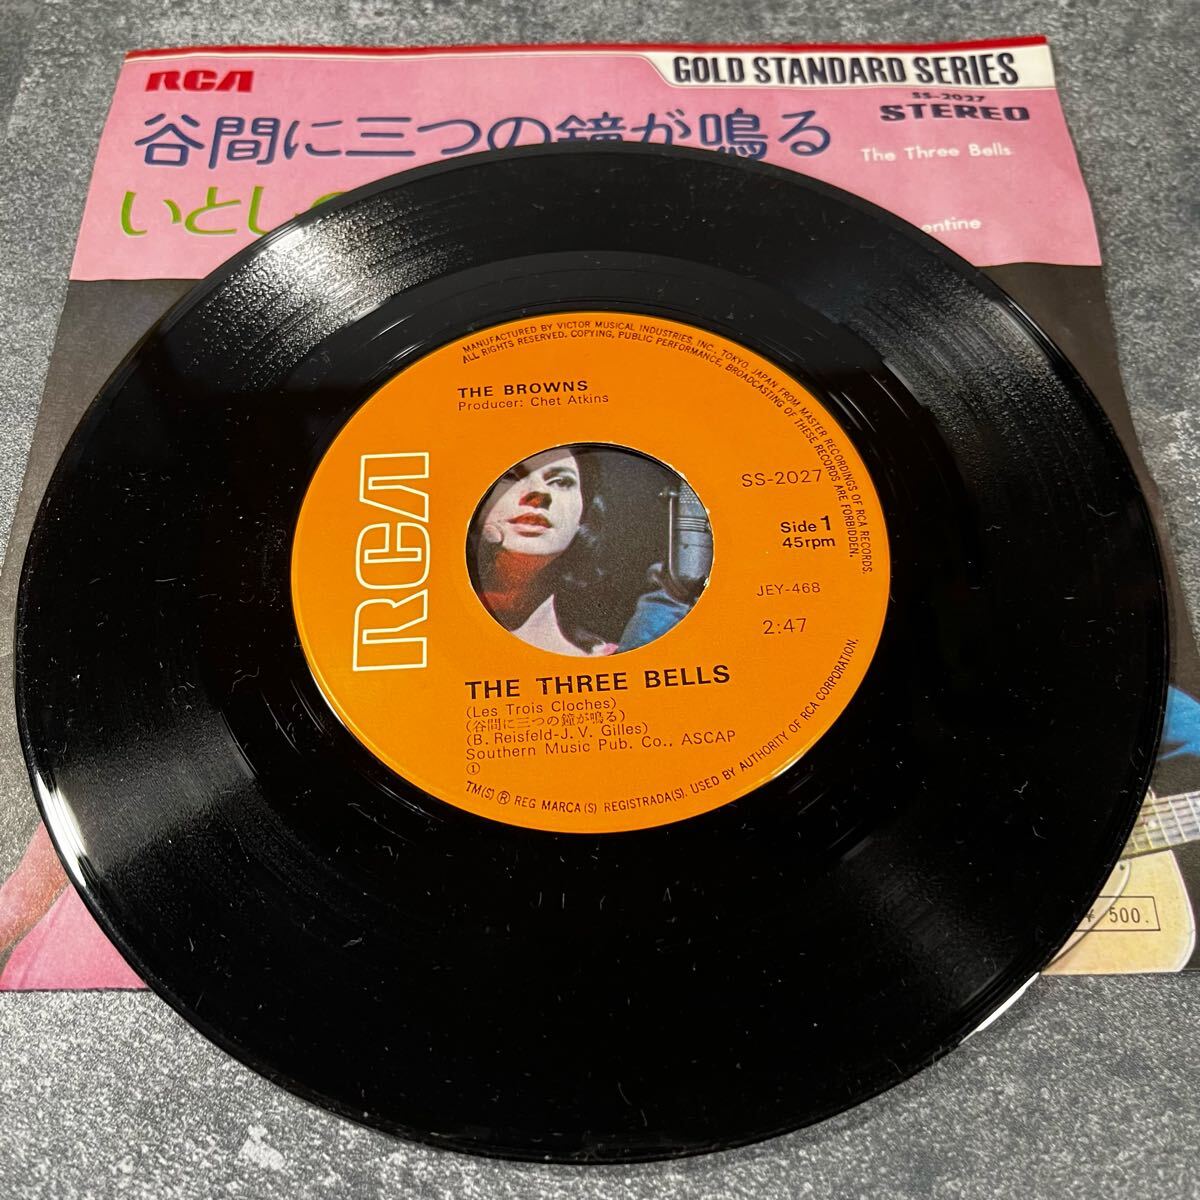 RCA
GOLD STANDARD SERIES
SS-2027
STEREO
谷間に三つの鐘が鳴る
The Three Bells
いとし
entine
MANUFACTURED BY VICTOR MUSICAL INDUSTRIES, INC., TOKYO, JAPAN FROM MASTER RECORDINGS OF RCA RECORDS.
ALL RIGHTS RESERVED. COPYING, PUBLIC PERFORMANCE, BROADCASTING OF THESE RECORDS ARE FORBIDDEN.
THE BROWNS
Producer: Chet Atkins
RCA
SS-2027
Side 1
45rpm
JEY-468
2:47
THE THREE BELLS
(Les Trois Cloches)
(谷間に三つの鐘が鳴る)
(B. Reisfeld-J. V. Gilles)
Southern Music Pub. Co., ASCAP
①
TM(S) ® REG MARCA(S) REGISTRADA(S). USED BY AUTHORITY OF RCA CORPORATION.
¥ 500.